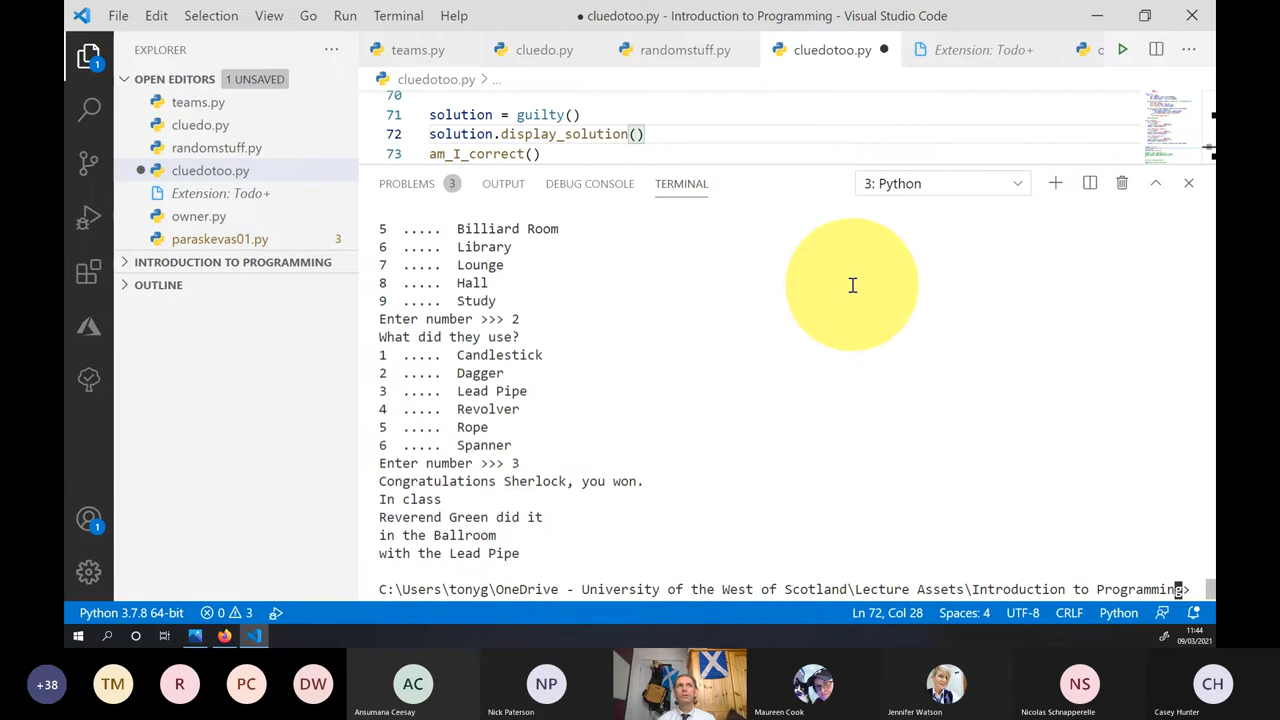 File Edit Selection View Go Run Terminal Help
● cluedotoo.py - Introduction to Programming - Visual Studio Code
EXPLORER
OPEN EDITORS 1 UNSAVED
teams.py
cluedo.py
randomstuff.py
cluedotoo.py
Extension: Todo+
owner.py
paraskevas01.py 3
INTRODUCTION TO PROGRAMMING
OUTLINE
1
1
teams.py cluedo.py randomstuff.py cluedotoo.py ● Extension: Todo+
cluedotoo.py > ...
70
71 solution = guilty()
72 solution.display_solution()
73
PROBLEMS 3 OUTPUT DEBUG CONSOLE TERMINAL 3: Python
5 ..... Billiard Room
6 ..... Library
7 ..... Lounge
8 ..... Hall
9 ..... Study
Enter number >>> 2
What did they use?
1 ..... Candlestick
2 ..... Dagger
3 ..... Lead Pipe
4 ..... Revolver
5 ..... Rope
6 ..... Spanner
Enter number >>> 3
Congratulations Sherlock, you won.
In class
Reverend Green did it
in the Ballroom
with the Lead Pipe
C:\Users\tonyg\OneDrive - University of the West of Scotland\Lecture Assets\Introduction to Programming>
Python 3.7.8 64-bit 0 3 Ln 72, Col 28 Spaces: 4 UTF-8 CRLF Python
11:44
09/03/2021
+38 TM R PC DW AC NP NS CH
Ansumana Ceesay Nick Paterson Maureen Cook Jennifer Watson Nicolas Schnapperelle Casey Hunter